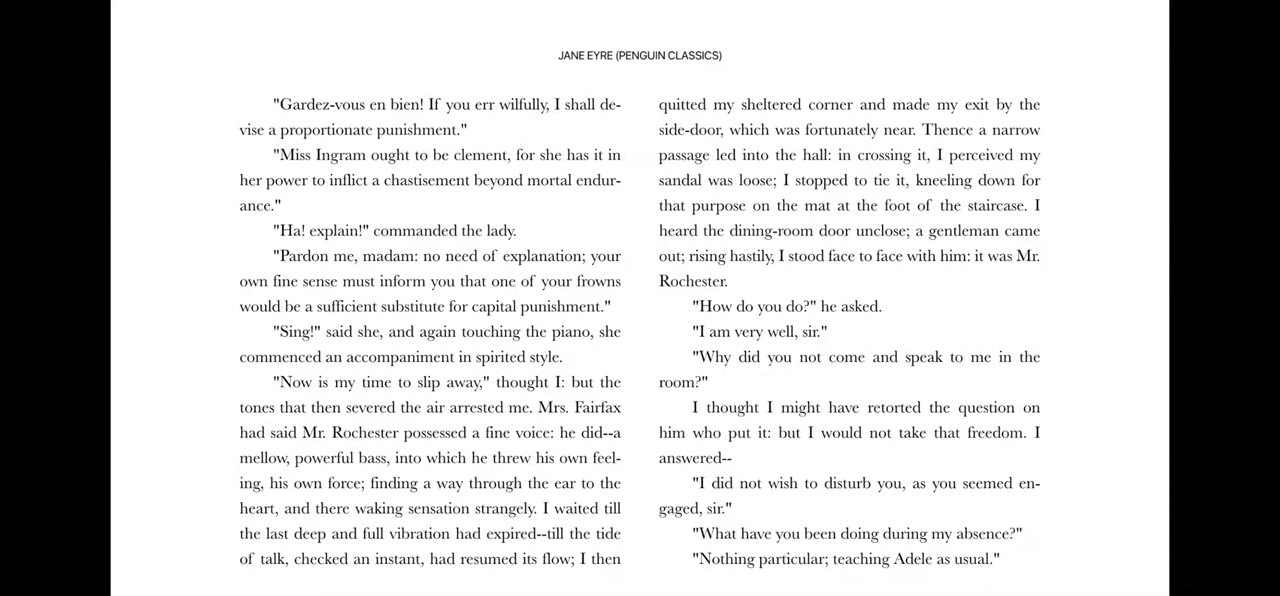 JANE EYRE (PENGUIN CLASSICS)
"Gardez-vous en bien! If you err wilfully, I shall de-
vise a proportionate punishment."
"Miss Ingram ought to be clement, for she has it in
her power to inflict a chastisement beyond mortal endur-
ance."
"Ha! explain!" commanded the lady.
"Pardon me, madam: no need of explanation; your
own fine sense must inform you that one of your frowns
would be a sufficient substitute for capital punishment."
"Sing!" said she, and again touching the piano, she
commenced an accompaniment in spirited style.
"Now is my time to slip away," thought I: but the
tones that then severed the air arrested me. Mrs. Fairfax
had said Mr. Rochester possessed a fine voice: he did--a
mellow, powerful bass, into which he threw his own feel-
ing, his own force; finding a way through the ear to the
heart, and there waking sensation strangely. I waited till
the last deep and full vibration had expired--till the tide
of talk, checked an instant, had resumed its flow; I then
quitted my sheltered corner and made my exit by the
side-door, which was fortunately near. Thence a narrow
passage led into the hall: in crossing it, I perceived my
sandal was loose; I stopped to tie it, kneeling down for
that purpose on the mat at the foot of the staircase. I
heard the dining-room door unclose; a gentleman came
out; rising hastily, I stood face to face with him: it was Mr.
Rochester.
"How do you do?" he asked.
"I am very well, sir."
"Why did you not come and speak to me in the
room?"
I thought I might have retorted the question on
him who put it: but I would not take that freedom. I
answered--
"I did not wish to disturb you, as you seemed en-
gaged, sir."
"What have you been doing during my absence?"
"Nothing particular; teaching Adele as usual."